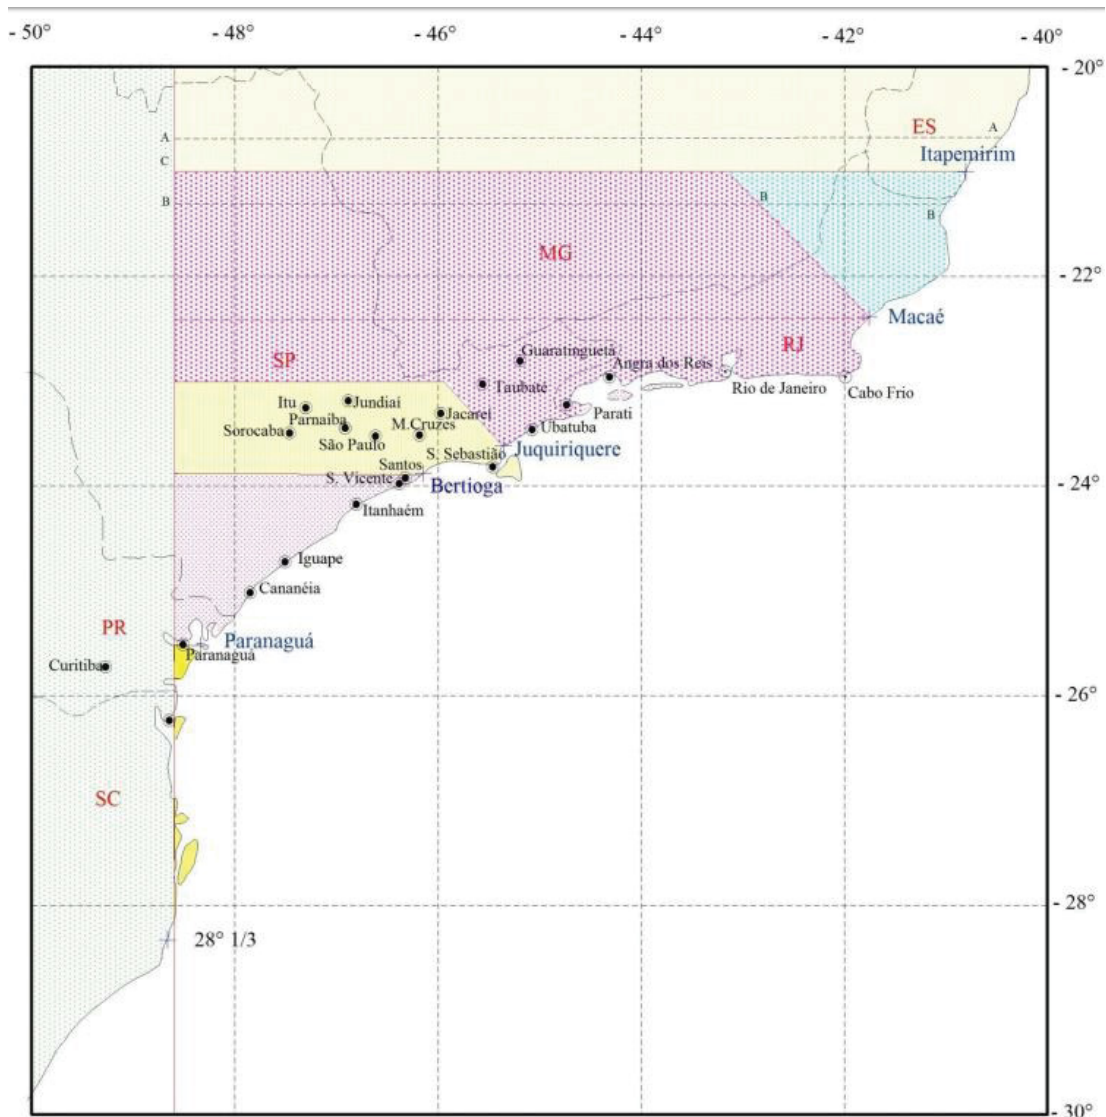 - 50°
- 48°
- 46°
- 44°
- 42°
- 40°
- 20°
ES
A
A
Itapemirim
C
B
B
B
MG
- 22°
Macaé
RJ
SP
Guaratinguetá
Angra dos Reis
Taubate
Rio de Janeiro
Cabo Frio
Itu
Jundiaí
Jacareí
Parati
Parnaiba
M.Cruzes
Ubatuba
Sorocaba
São Paulo
S. Sebastião
Juquiriquere
Santos
S. Vicente
Bertioga
- 24°
Itanhaém
Iguape
Cananéia
PR
Paranaguá
Paranaguá
Curitiba
- 26°
SC
- 28°
28° 1/3
- 30°